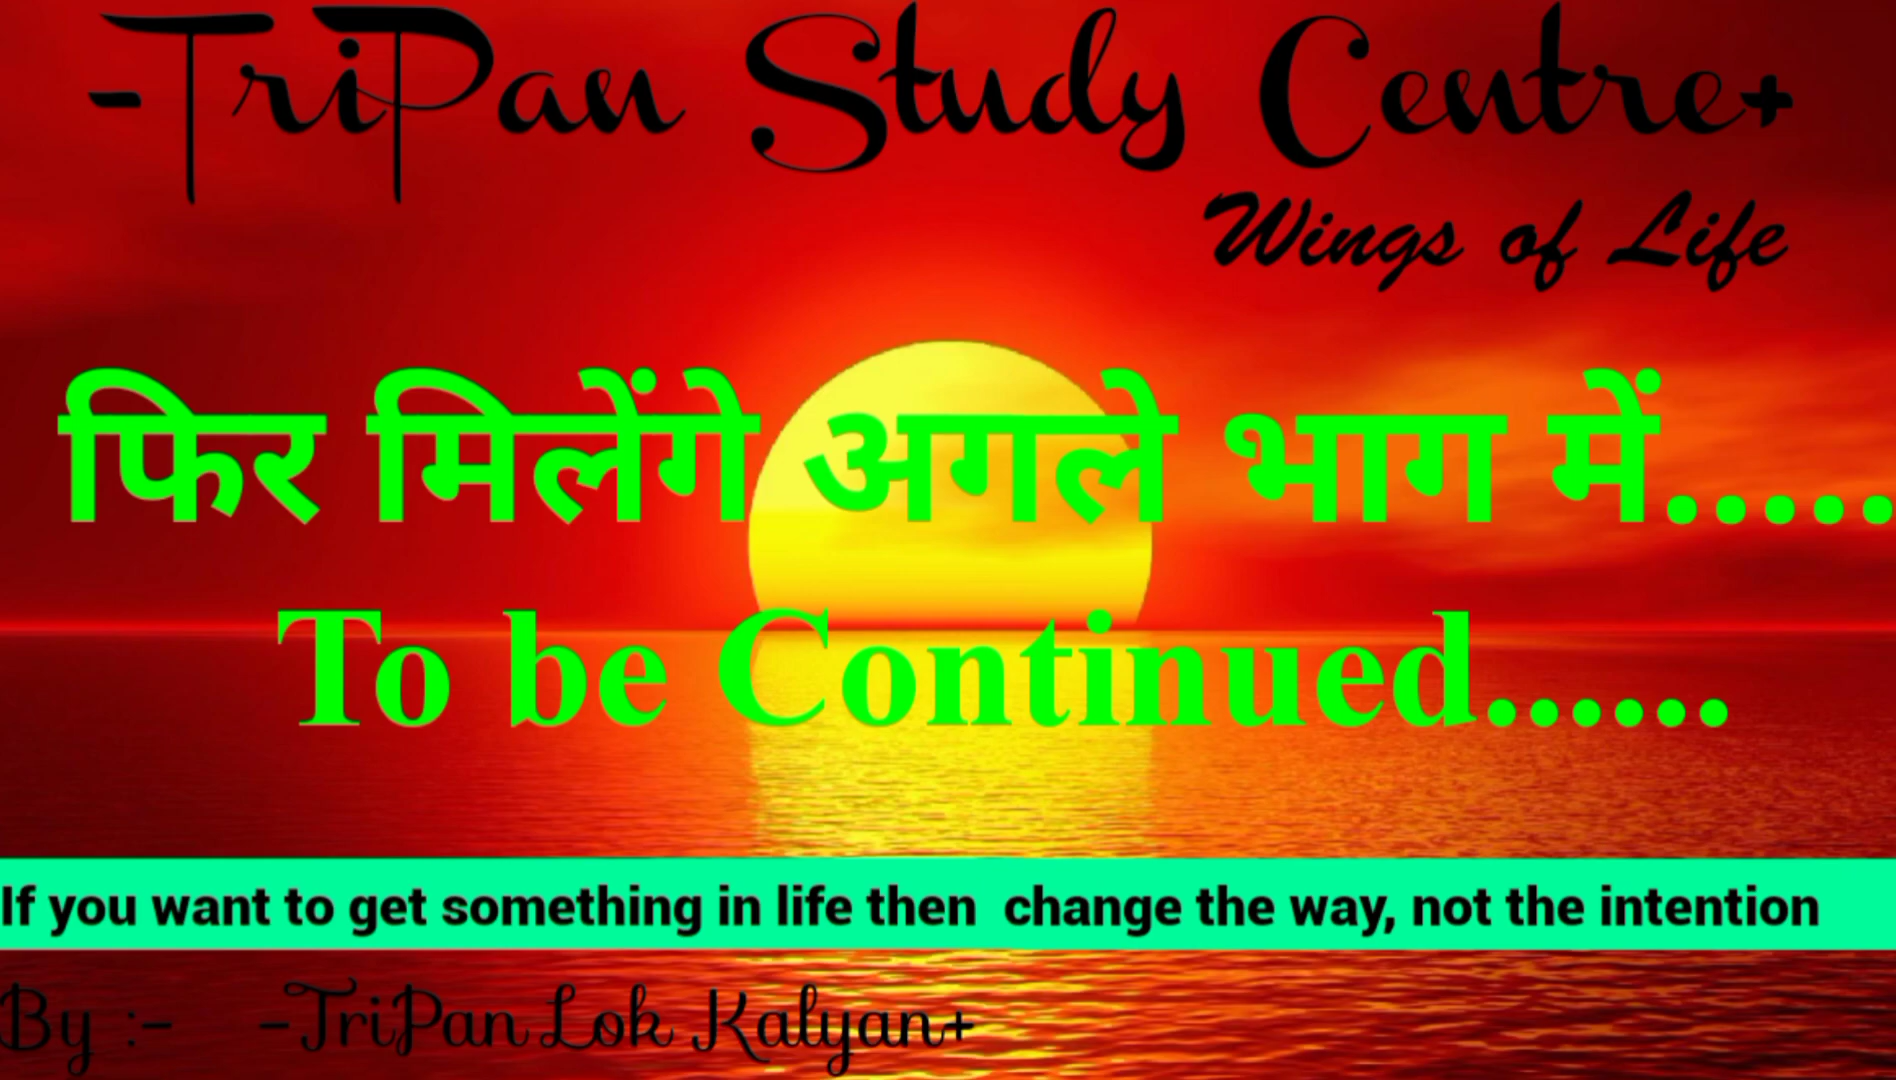 -TriPan Study Centre+
Wings of Life
फिर मिलेंगे अगले भाग में.....
To be Continued......
If you want to get something in life then  change the way, not the intention
By :-    -TriPan Lok Kalyan+